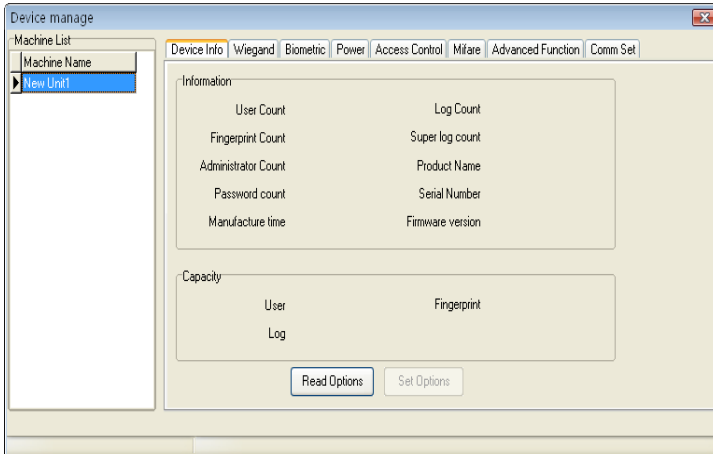 Device manage
Machine List
Machine Name
New Unit1
Device Info Wiegand Biometric Power Access Control Mifare Advanced Function Comm Set
Information
User Count Log Count
Fingerprint Count Super log count
Administrator Count Product Name
Password count Serial Number
Manufacture time Firmware version
Capacity
User Fingerprint
Log
Read Options Set Options